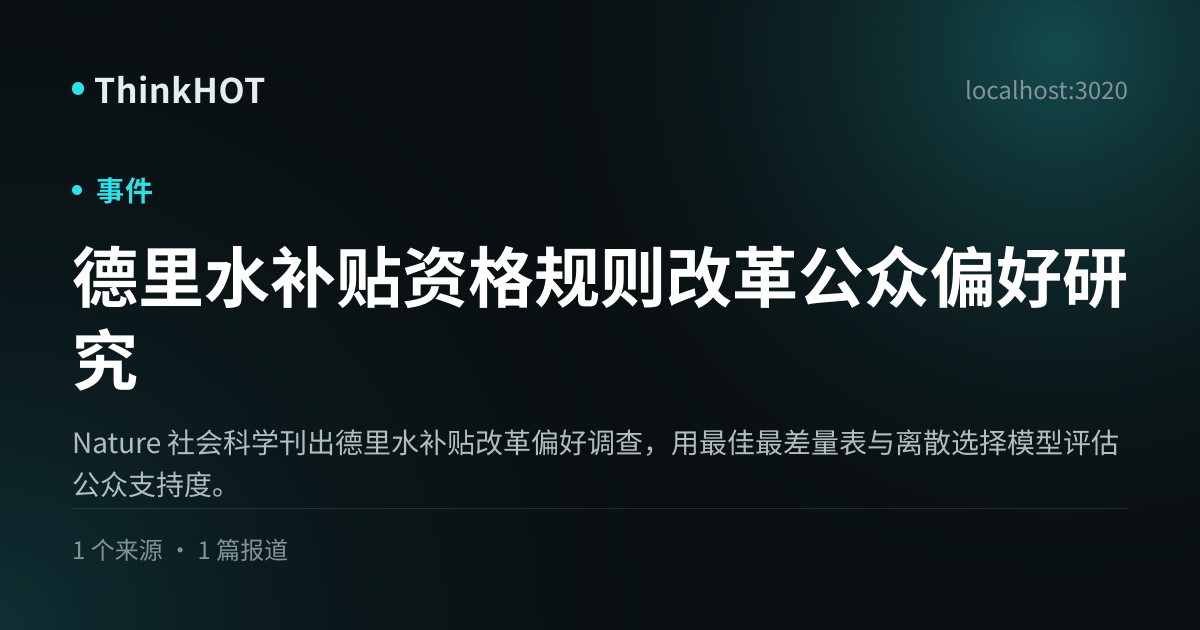 ThinkHOT
localhost:3020
事件
德里水补贴资格规则改革公众偏好研
究
Nature 社会科学刊出德里水补贴改革偏好调查，用最佳最差量表与离散选择模型评估
公众支持度。
1 个来源 · 1 篇报道